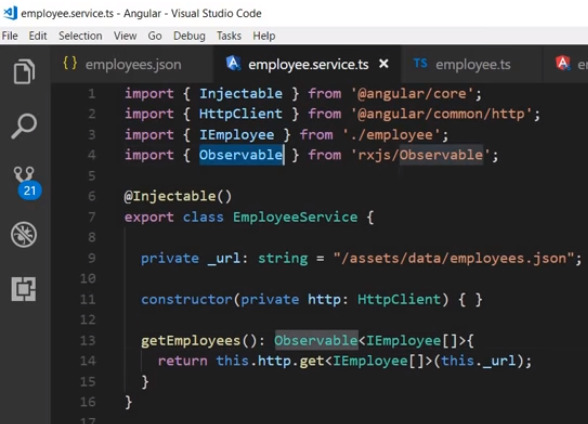 employee.service.ts - Angular - Visual Studio Code
File Edit Selection View Go Debug Tasks Help
{ } employees.json employee.service.ts × TS employee.ts
1 import { Injectable } from '@angular/core';
2 import { HttpClient } from '@angular/common/http';
3 import { IEmployee } from './employee';
4 import { Observable } from 'rxjs/Observable';
5
6 @Injectable()
7 export class EmployeeService {
8
9 private _url: string = "/assets/data/employees.json";
10
11 constructor(private http: HttpClient) { }
12
13 getEmployees(): Observable<IEmployee[]>{
14 return this.http.get<IEmployee[]>(this._url);
15 }
16 }
21